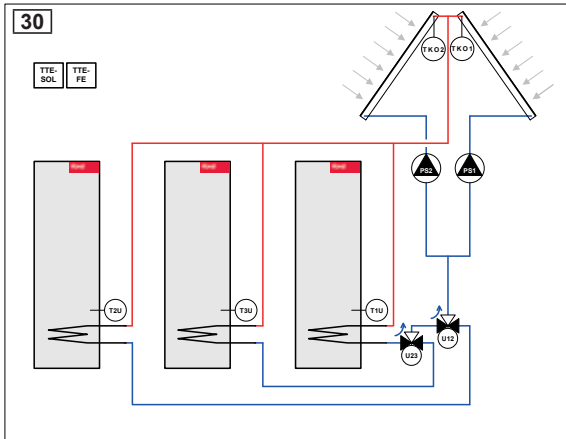 30
TKO2 TKO1
TTE-
SOL
TTE-
FE
PS2 PS1
T2U T3U T1U
U12
U23